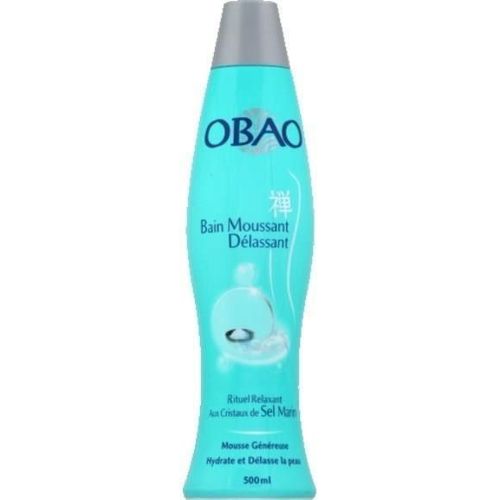 OBAO
禅
Bain Moussant
Délassant
Rituel Relaxant
Aux Cristaux de Sel Marin
Mousse Généreuse
Hydrate et Délasse la peau
500ml